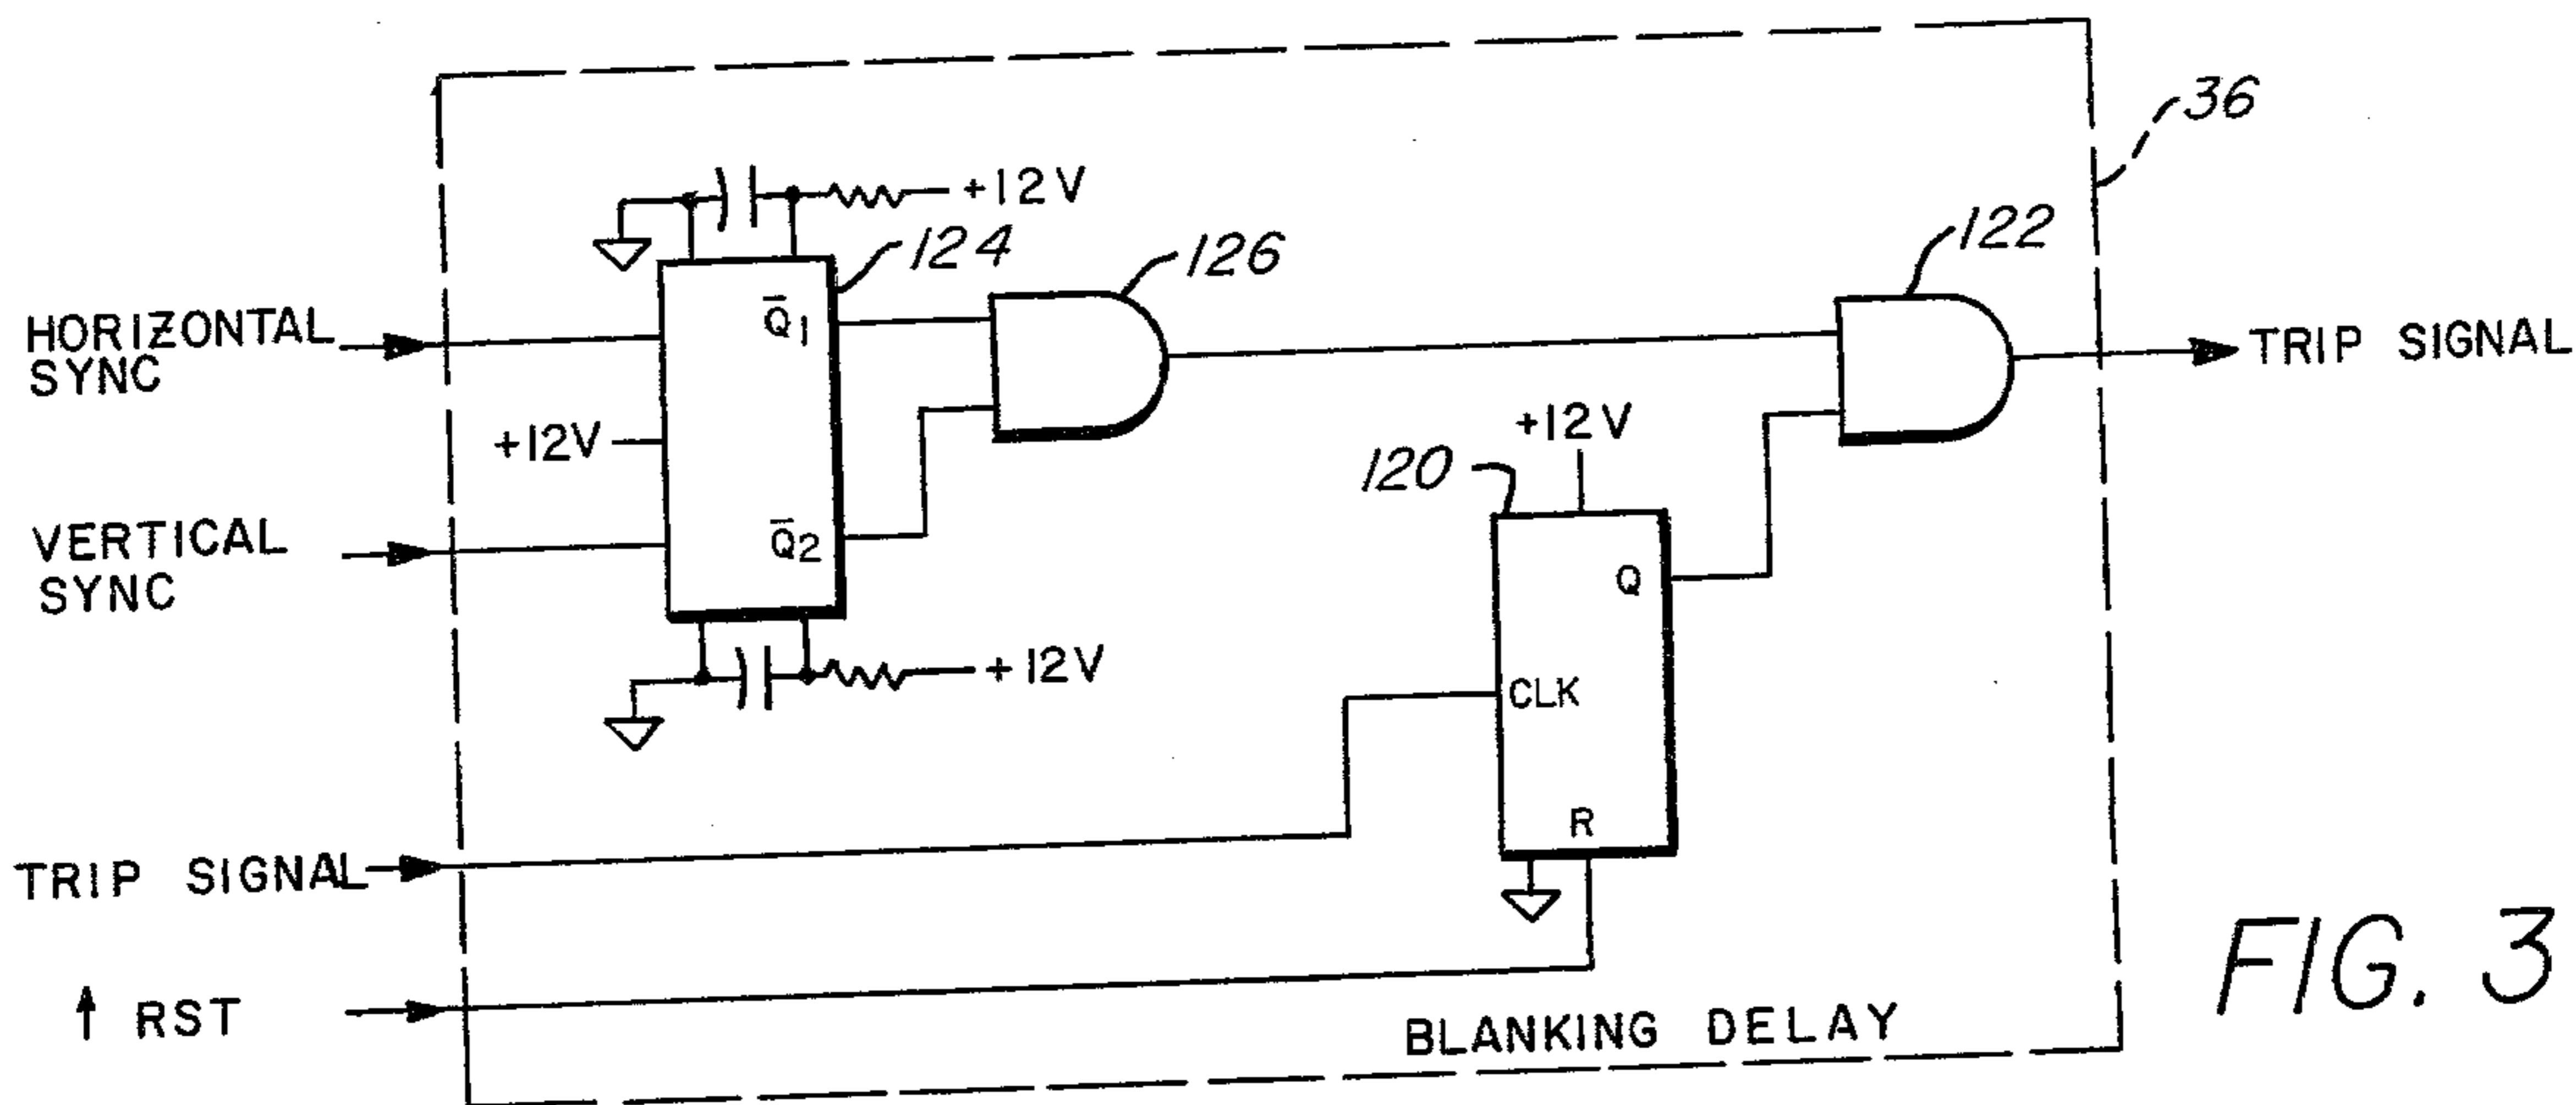 36
+12V
124
126
122
HORIZONTAL
SYNC
Q̅1
TRIP SIGNAL
+12V
+12V
120
VERTICAL
SYNC
Q̅2
Q
+12V
CLK
R
TRIP SIGNAL
↑ RST
BLANKING DELAY
FIG. 3